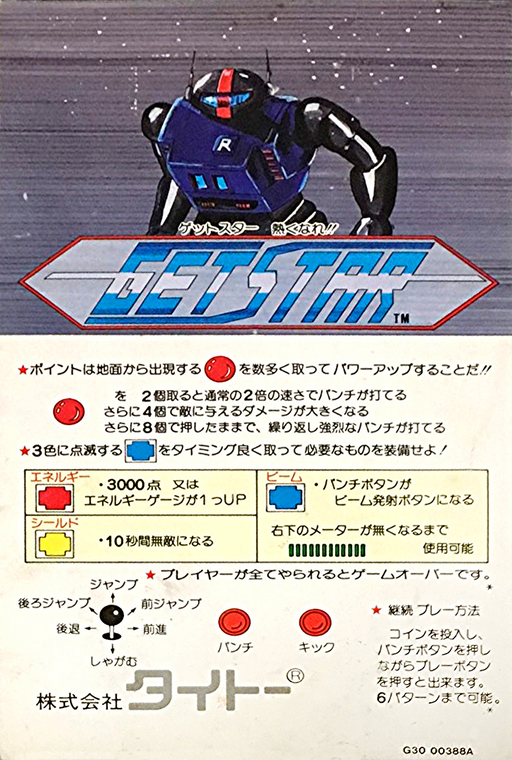 R
ゲットスター 熱くなれ!!
GET STAR
TM
★ポイントは地面から出現する を数多く取ってパワーアップすることだ!!
を 2個取ると通常の2倍の速さでパンチが打てる
さらに4個で敵に与えるダメージが大きくなる
さらに8個で押したままで、繰り返し強烈なパンチが打てる
★3色に点滅する をタイミング良く取って必要なものを装備せよ!
エネルギー
・3000点 又は
エネルギーゲージが1つUP
シールド
・10秒間無敵になる
ビーム
・パンチボタンが
ビーム発射ボタンになる
右下のメーターが無くなるまで
使用可能
★プレイヤーが全てやられるとゲームオーバーです。
*
ジャンプ
後ろジャンプ
前ジャンプ
後退
前進
しゃがむ
パンチ
キック
★ 継続プレー方法
コインを投入し、
パンチボタンを押し
ながらプレーボタン
を押すと出来ます。
6パターンまで可能。
*
株式会社タイトー®
G30 00388A